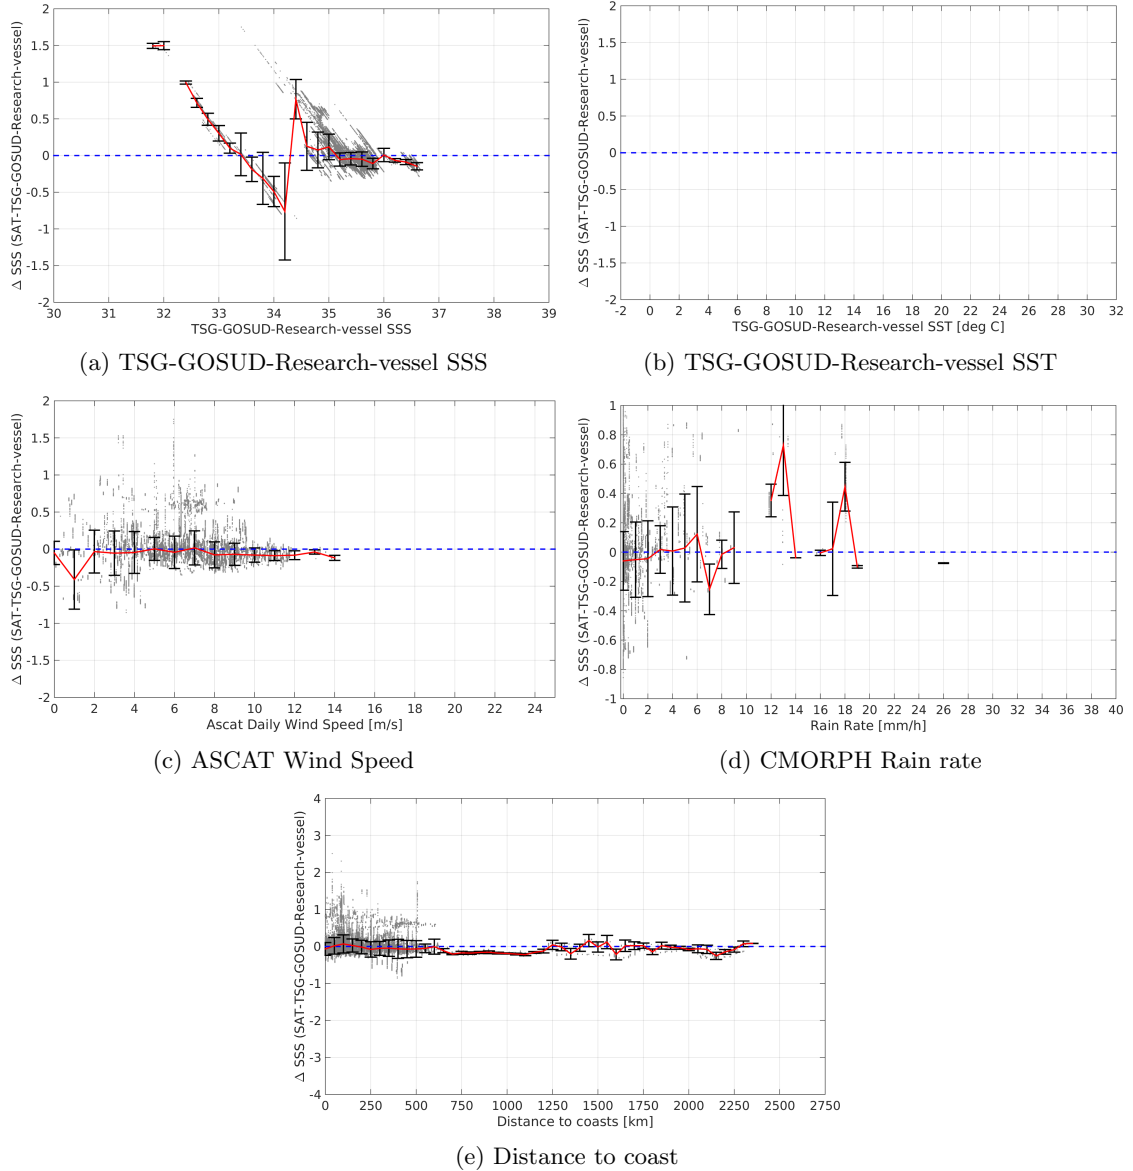 Δ SSS (SAT-TSG-GOSUD-Research-vessel)
2
1.5
1
0.5
0
-0.5
-1
-1.5
-2
30 31 32 33 34 35 36 37 38 39
TSG-GOSUD-Research-vessel SSS
(a) TSG-GOSUD-Research-vessel SSS
Δ SSS (SAT-TSG-GOSUD-Research-vessel)
2
1.5
1
0.5
0
-0.5
-1
-1.5
-2
-2 0 2 4 6 8 10 12 14 16 18 20 22 24 26 28 30 32
TSG-GOSUD-Research-vessel SST [deg C]
(b) TSG-GOSUD-Research-vessel SST
Δ SSS (SAT-TSG-GOSUD-Research-vessel)
2
1.5
1
0.5
0
-0.5
-1
-1.5
-2
0 2 4 6 8 10 12 14 16 18 20 22 24
Ascat Daily Wind Speed [m/s]
(c) ASCAT Wind Speed
Δ SSS (SAT-TSG-GOSUD-Research-vessel)
1
0.8
0.6
0.4
0.2
0
-0.2
-0.4
-0.6
-0.8
-1
0 2 4 6 8 10 12 14 16 18 20 22 24 26 28 30 32 34 36 38 40
Rain Rate [mm/h]
(d) CMORPH Rain rate
Δ SSS (SAT-TSG-GOSUD-Research-vessel)
4
3
2
1
0
-1
-2
-3
-4
0 250 500 750 1000 1250 1500 1750 2000 2250 2500 2750
Distance to coasts [km]
(e) Distance to coast